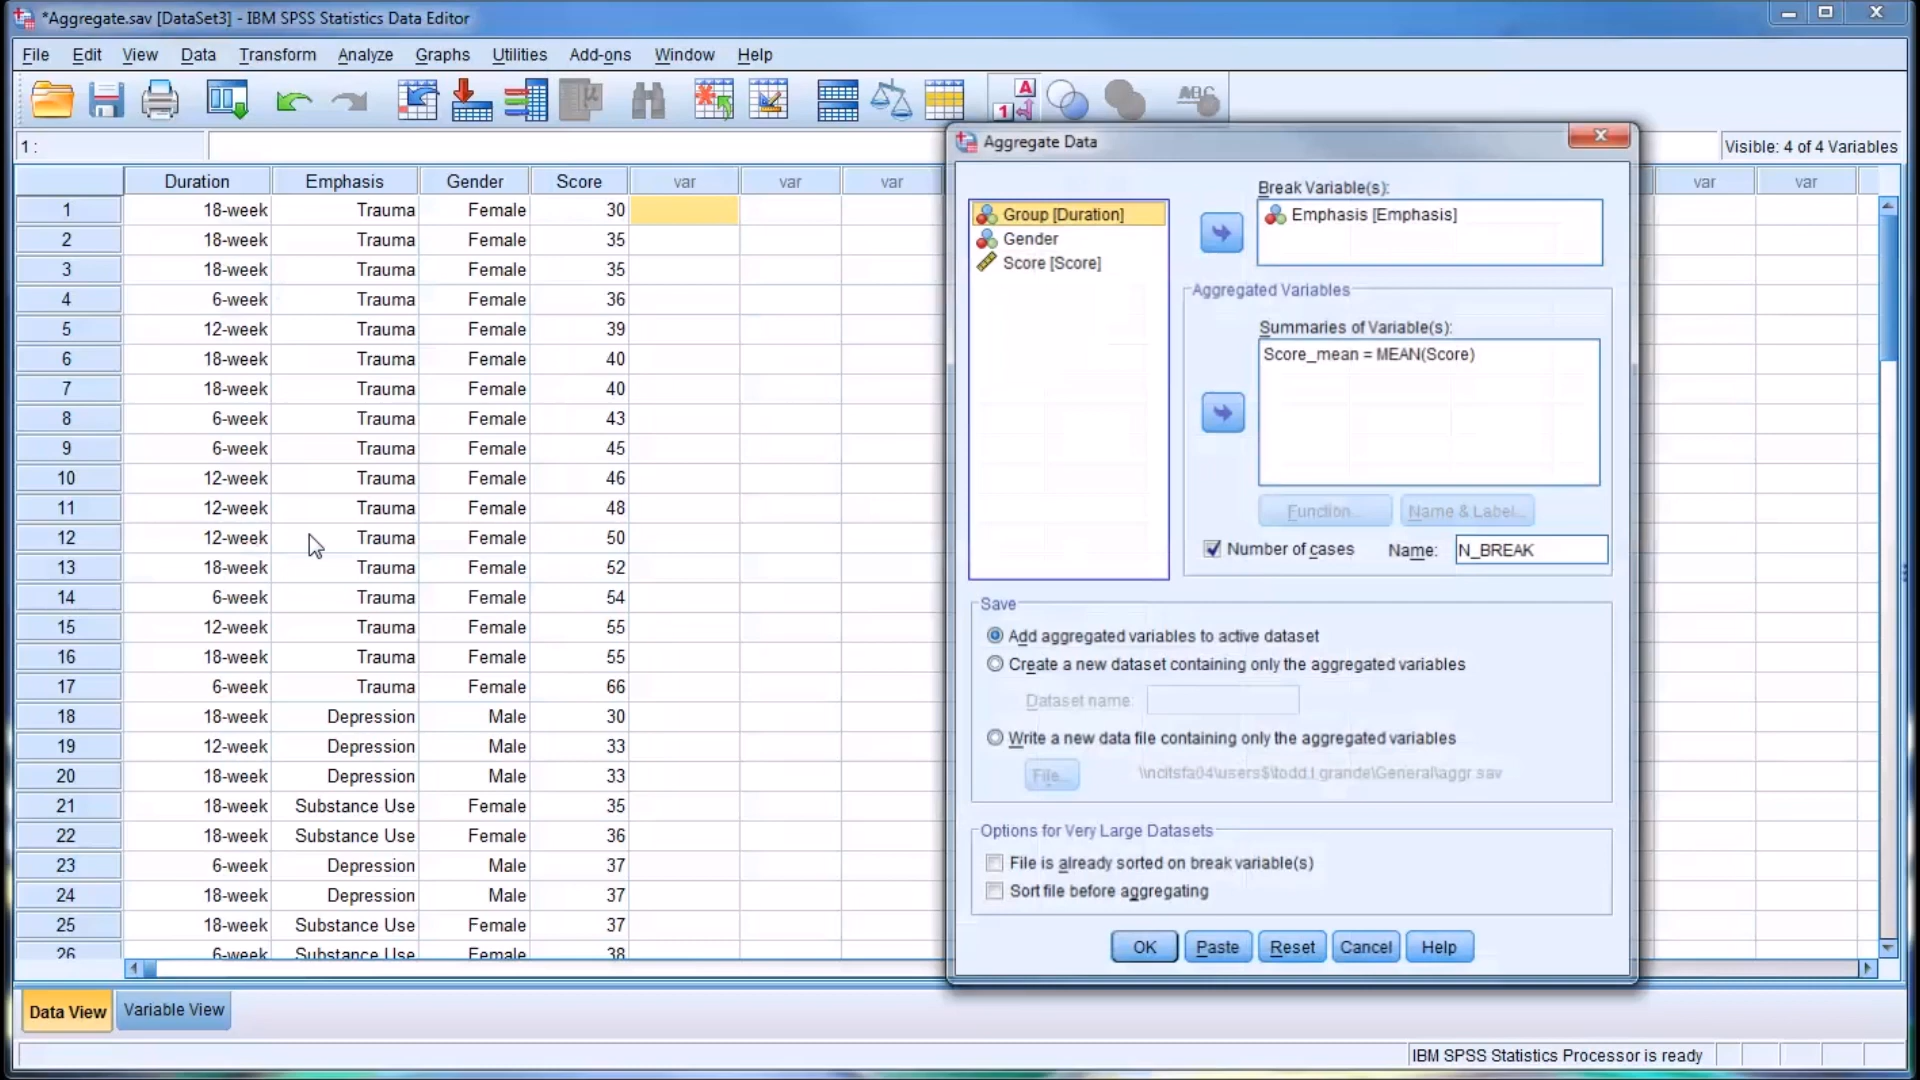 *Aggregate.sav [DataSet3] - IBM SPSS Statistics Data Editor
File Edit View Data Transform Analyze Graphs Utilities Add-ons Window Help
1 :
Visible: 4 of 4 Variables
Duration Emphasis Gender Score var var var var var
1 18-week Trauma Female 30
2 18-week Trauma Female 35
3 18-week Trauma Female 35
4 6-week Trauma Female 36
5 12-week Trauma Female 39
6 18-week Trauma Female 40
7 18-week Trauma Female 40
8 6-week Trauma Female 43
9 6-week Trauma Female 45
10 12-week Trauma Female 46
11 12-week Trauma Female 48
12 12-week Trauma Female 50
13 18-week Trauma Female 52
14 6-week Trauma Female 54
15 12-week Trauma Female 55
16 18-week Trauma Female 55
17 6-week Trauma Female 66
18 18-week Depression Male 30
19 12-week Depression Male 33
20 18-week Depression Male 33
21 18-week Substance Use Female 35
22 18-week Substance Use Female 36
23 6-week Depression Male 37
24 18-week Depression Male 37
25 18-week Substance Use Female 37
26 6-week Substance Use Female 38
Aggregate Data
Group [Duration]
Gender
Score [Score]
Break Variable(s):
Emphasis [Emphasis]
Aggregated Variables
Summaries of Variable(s):
Score_mean = MEAN(Score)
Function... Name & Label...
Number of cases Name: N_BREAK
Save
Add aggregated variables to active dataset
Create a new dataset containing only the aggregated variables
Dataset name:
Write a new data file containing only the aggregated variables
File... \\ncitsfa04\users$\todd.l.grande\General\aggr.sav
Options for Very Large Datasets
File is already sorted on break variable(s)
Sort file before aggregating
OK Paste Reset Cancel Help
Data View Variable View
IBM SPSS Statistics Processor is ready